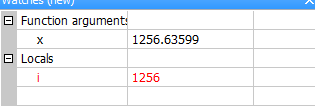 Watches (new)
Function arguments
x 1256.63599
Locals
i 1256